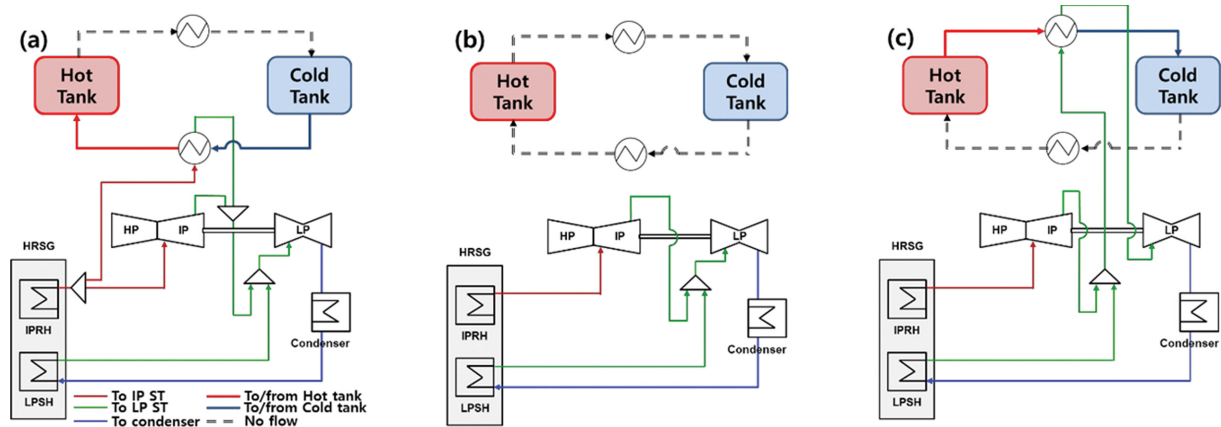 (a)
Hot
Tank
Cold
Tank
HP
IP
LP
HRSG
IPRH
LPSH
Condenser
To IP ST
To LP ST
To condenser
To/from Hot tank
To/from Cold tank
No flow
(b)
Hot
Tank
Cold
Tank
HP
IP
LP
HRSG
IPRH
LPSH
Condenser
(c)
Hot
Tank
Cold
Tank
HP
IP
LP
HRSG
IPRH
LPSH
Condenser